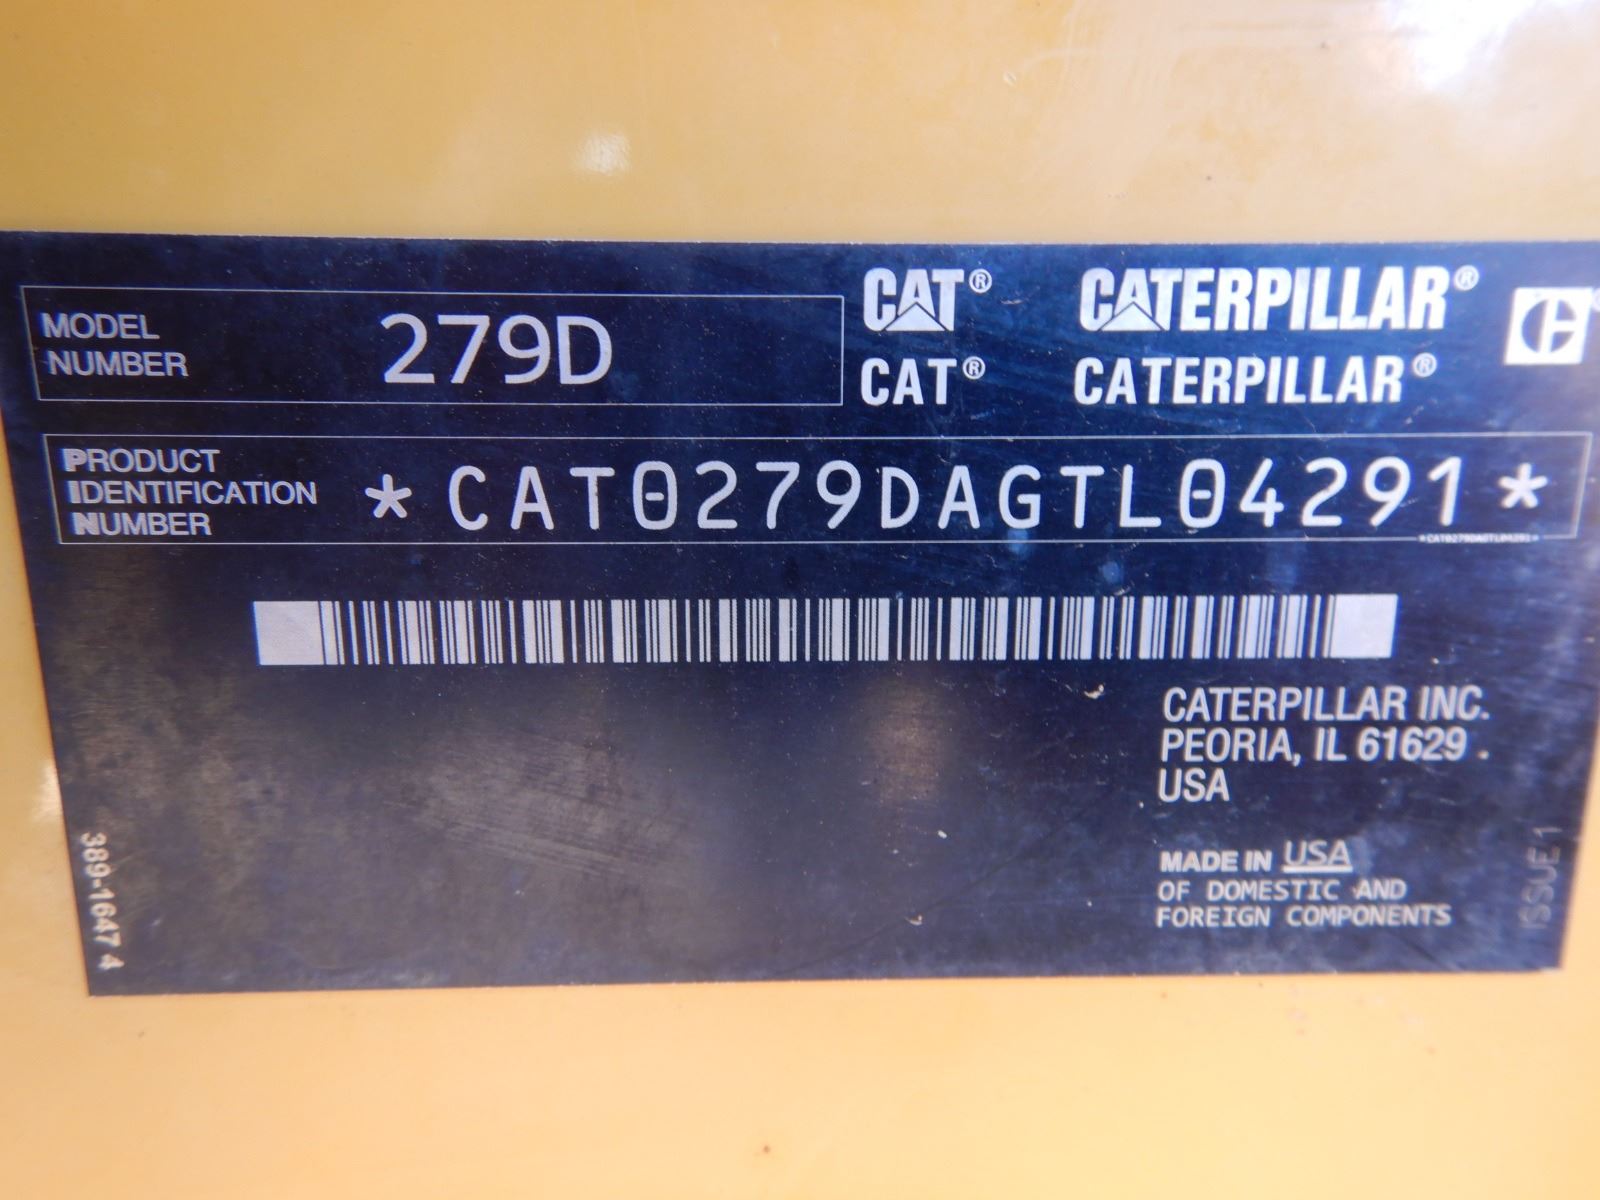 MODEL
NUMBER
279D
CAT® CATERPILLAR®
CAT® CATERPILLAR®
PRODUCT
IDENTIFICATION
NUMBER
*CAT0279DAGTL04291*
*CAT0279DAGTL04291*
CATERPILLAR INC.
PEORIA, IL 61629 .
USA
MADE IN USA
OF DOMESTIC AND
FOREIGN COMPONENTS
389-1647 4
ISSUE 1